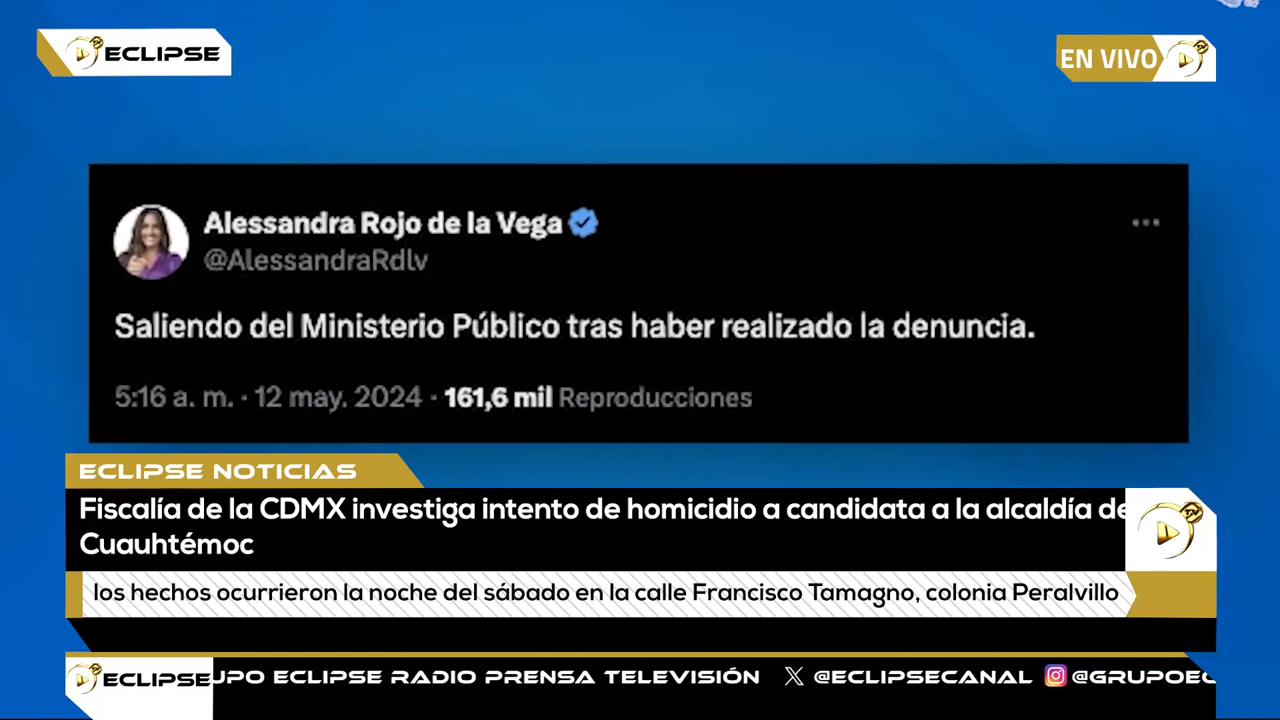 ECLIPSE
EN VIVO
Alessandra Rojo de la Vega
@AlessandraRdlv
Saliendo del Ministerio Público tras haber realizado la denuncia.
5:16 a. m. · 12 may. 2024 · 161,6 mil Reproducciones
ECLIPSE NOTICIAS
Fiscalía de la CDMX investiga intento de homicidio a candidata a la alcaldía de
Cuauhtémoc
los hechos ocurrieron la noche del sábado en la calle Francisco Tamagno, colonia Peralvillo
ECLIPSE
UPO ECLIPSE RADIO PRENSA TELEVISIÓN @ECLIPSECANAL @GRUPOEC